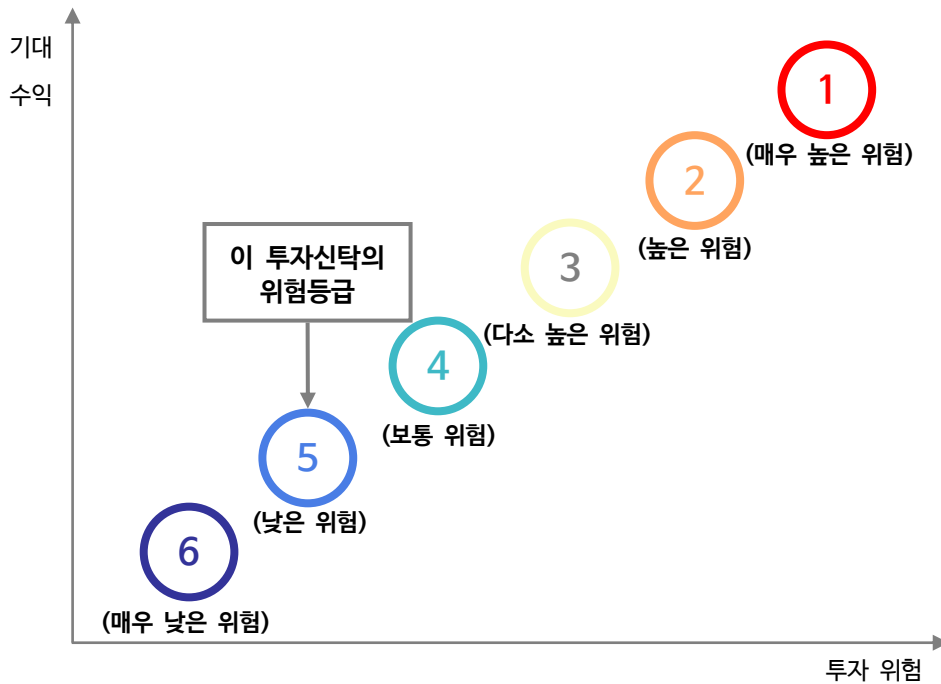 기대
수익
1
(매우 높은 위험)
2
(높은 위험)
이 투자신탁의
위험등급
3
(다소 높은 위험)
4
(보통 위험)
5
(낮은 위험)
6
(매우 낮은 위험)
투자 위험